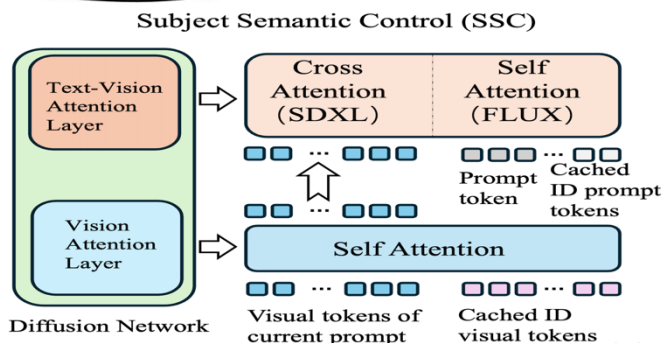 Subject Semantic Control (SSC)
Text-Vision
Attention
Layer
Cross
Attention
(SDXL)
Self
Attention
(FLUX)
...
...
Prompt
token
Cached
ID prompt
tokens
...
Vision
Attention
Layer
Self Attention
...
...
Diffusion Network
Visual tokens of
current prompt
Cached ID
visual tokens